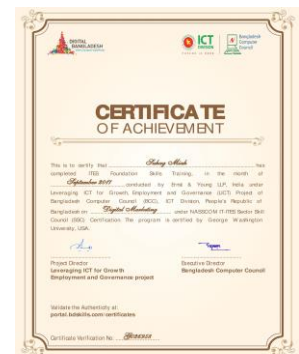 DIGITAL
BANGLADESH
ICT
DIVISION
Bangladesh
Computer
Council
CERTIFICATE
OF ACHIEVEMENT
This is to certify that has
completed ITES Foundation Skills Training, in the month of
September 2017 conducted by Ernst & Young LLP, India under
Leveraging ICT for Growth, Employment and Governance (LICT) Project of
Bangladesh Computer Council (BCC), ICT Division, People's Republic of
Bangladesh on Digital Marketing under NASSCOM IT-ITES Sector Skill
Council (SSC) Certification. The program is certified by George Washington
University, USA.
Project Director
Leveraging ICT for Growth
Employment and Governance project
Executive Director
Bangladesh Computer Council
Validate the Authenticity at:
portal.bdskills.com/certificates
Certificate Verification No: